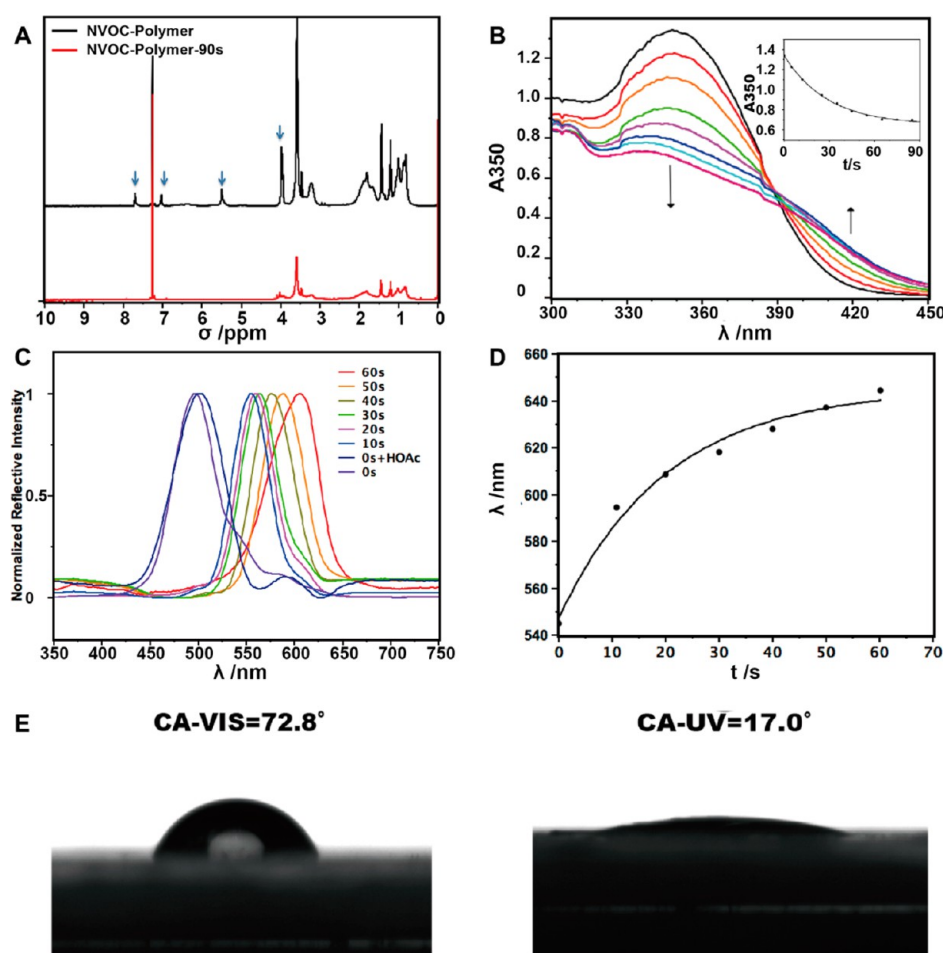 A
NVOC-Polymer
NVOC-Polymer-90s
10 9 8 7 6 5 4 3 2 1 0
σ /ppm
B
A350
1.2
1.0
0.8
0.6
0.4
0.2
0
300 330 360 390 420 450
λ /nm
A350
1.4
1.2
1.0
0.8
0.6
0 30 60 90
t/s
C
Normalized Reflective Intensity
1
0.5
0
350 400 450 500 550 600 650 700 750
λ /nm
60s
50s
40s
30s
20s
10s
0s+HOAc
0s
D
λ /nm
660
640
620
600
580
560
540
0 10 20 30 40 50 60 70
t /s
E
CA-VIS=72.8°
CA-UV=17.0°